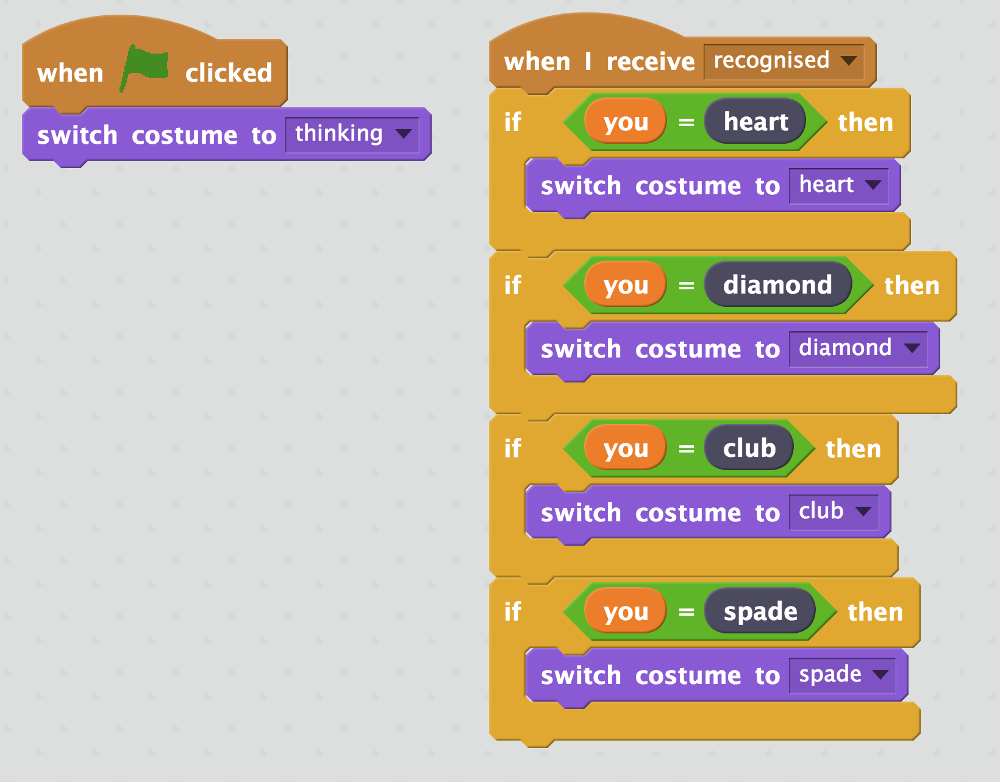 when clicked
switch costume to thinking
when I receive recognised
if you = heart then
switch costume to heart
if you = diamond then
switch costume to diamond
if you = club then
switch costume to club
if you = spade then
switch costume to spade